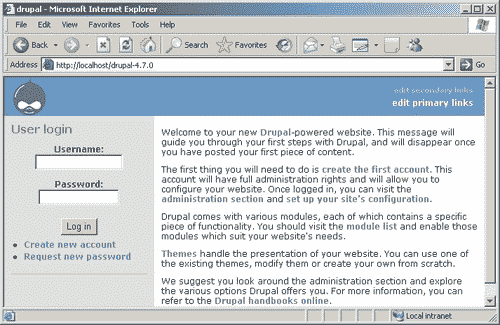 drupal - Microsoft Internet Explorer
File Edit View Favorites Tools Help
Back Search Favorites
Address http://localhost/drupal-4.7.0 Go
edit secondary links
edit primary links
User login
Username:
Password:
Log in
Create new account
Request new password
Welcome to your new Drupal-powered website. This message will
guide you through your first steps with Drupal, and will disappear
once you have posted your first piece of content.
The first thing you will need to do is create the first account. This
account will have full administration rights and will allow you to
configure your website. Once logged in, you can visit the
administration section and set up your site's configuration.
Drupal comes with various modules, each of which contains a specific
piece of functionality. You should visit the module list and enable those
modules which suit your website's needs.
Themes handle the presentation of your website. You can use one of
the existing themes, modify them or create your own from scratch.
We suggest you look around the administration section and explore
the various options Drupal offers you. For more information, you can
refer to the Drupal handbooks online.
Local intranet